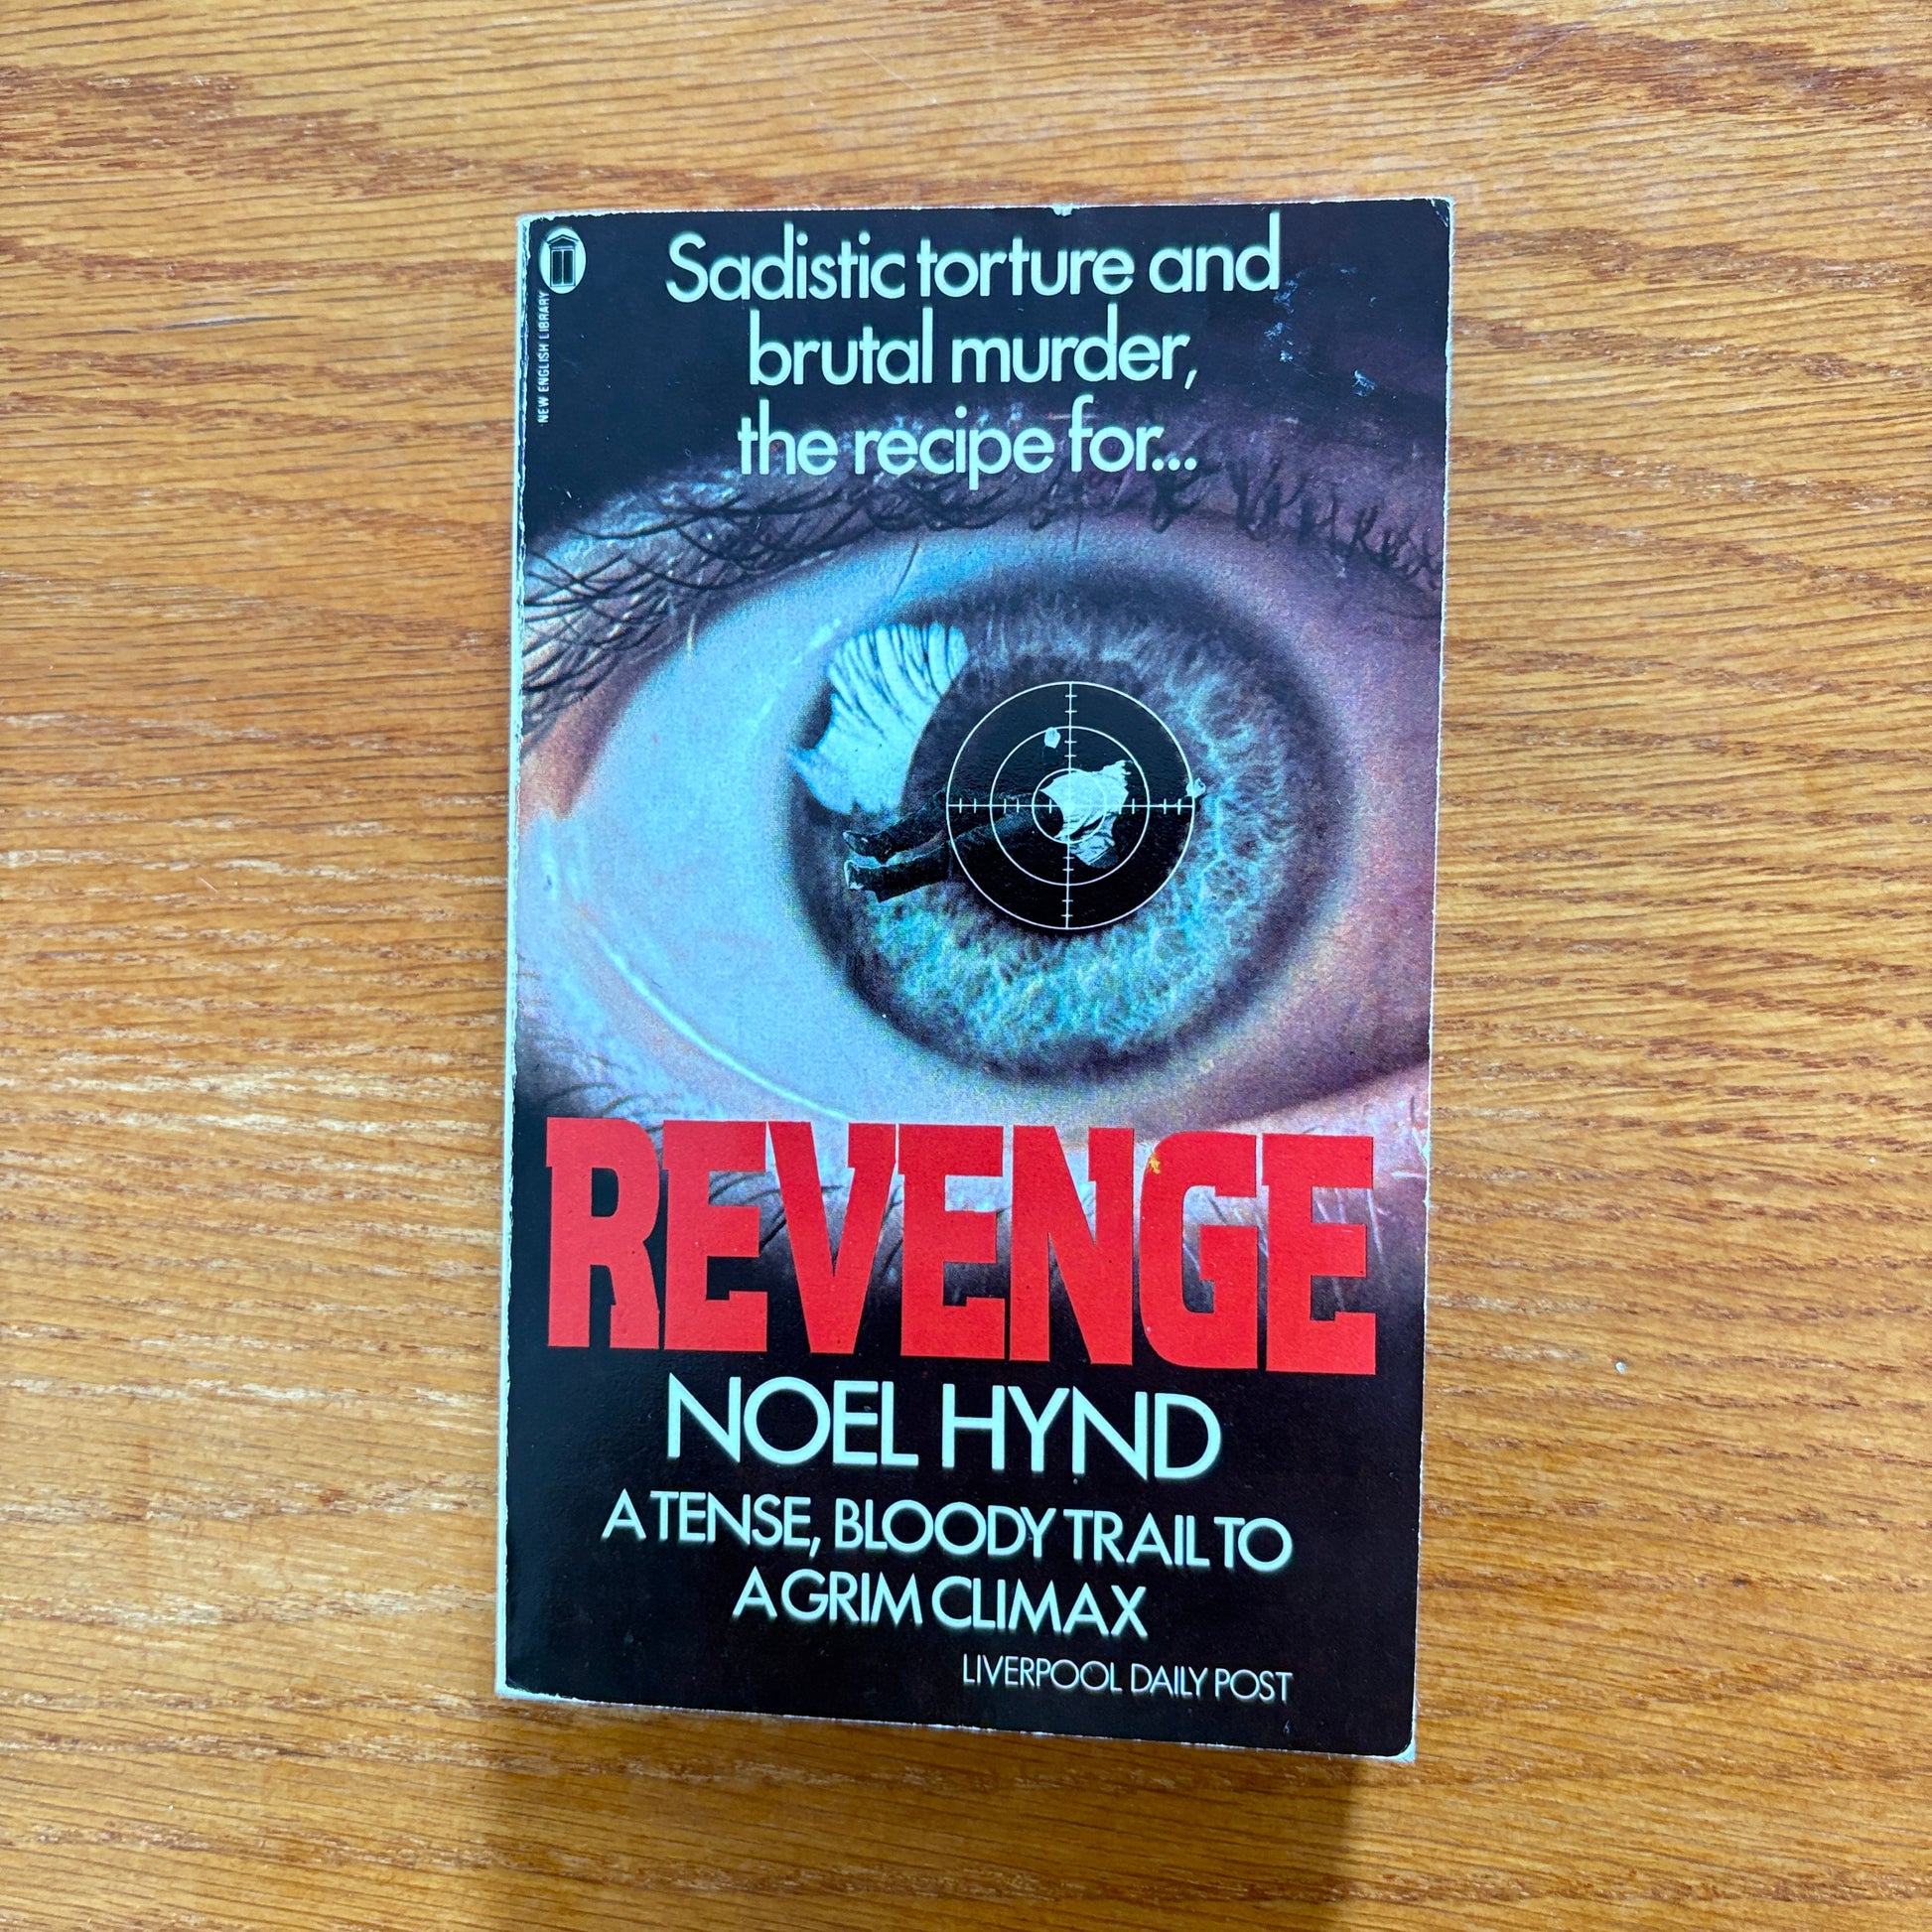 NEW ENGLISH LIBRARY
Sadistic torture and
brutal murder,
the recipe for...
REVENGE
NOEL HYND
A TENSE, BLOODY TRAIL TO
A GRIM CLIMAX
LIVERPOOL DAILY POST